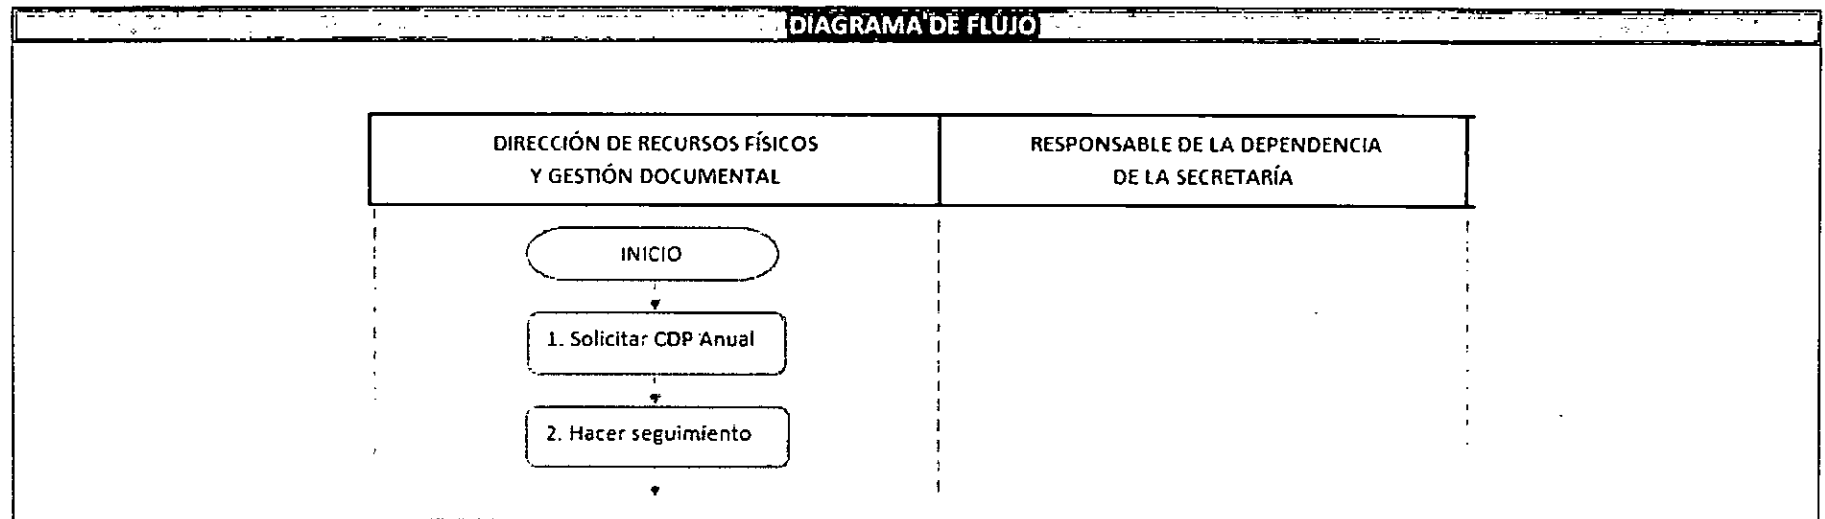 DIAGRAMA DE FLUJO
DIRECCIÓN DE RECURSOS FÍSICOS
Y GESTIÓN DOCUMENTAL
RESPONSABLE DE LA DEPENDENCIA
DE LA SECRETARÍA
INICIO
1. Solicitar CDP Anual
2. Hacer seguimiento